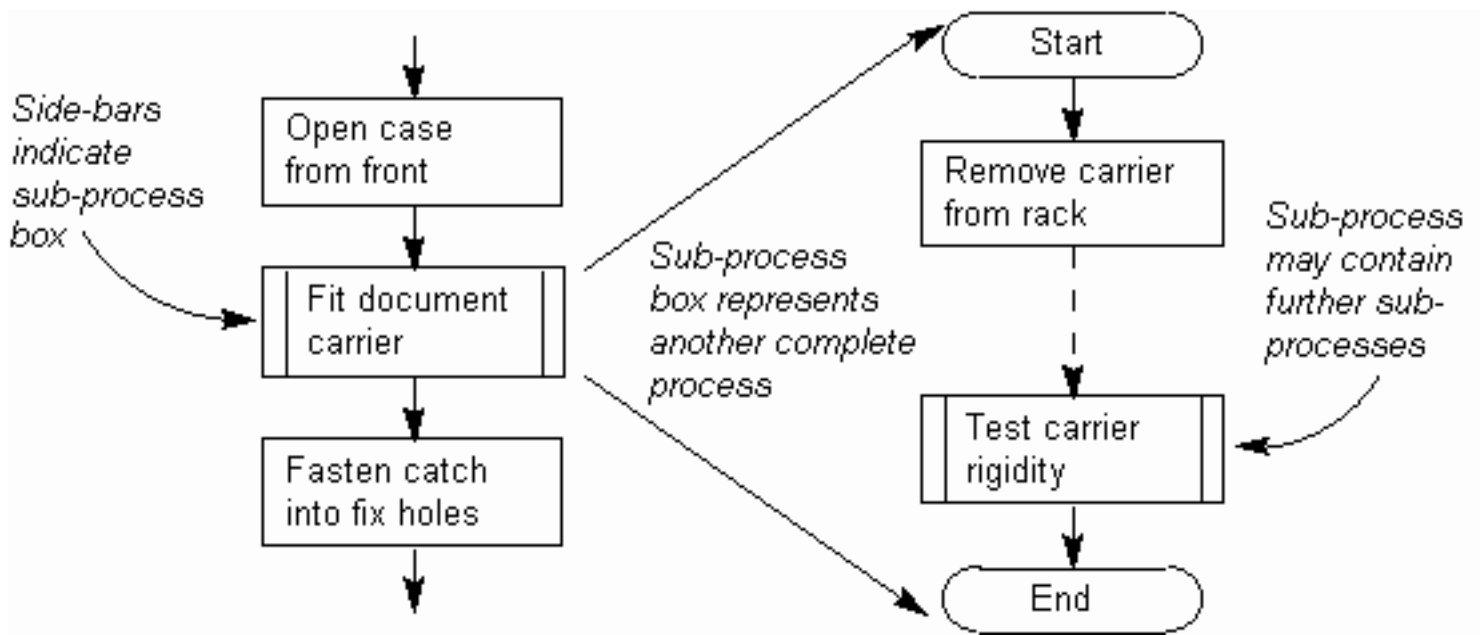 Side-bars
indicate
sub-process
box
Open case
from front
Fit document
carrier
Fasten catch
into fix holes
Sub-process
box represents
another complete
process
Start
Remove carrier
from rack
Test carrier
rigidity
End
Sub-process
may contain
further sub-
processes